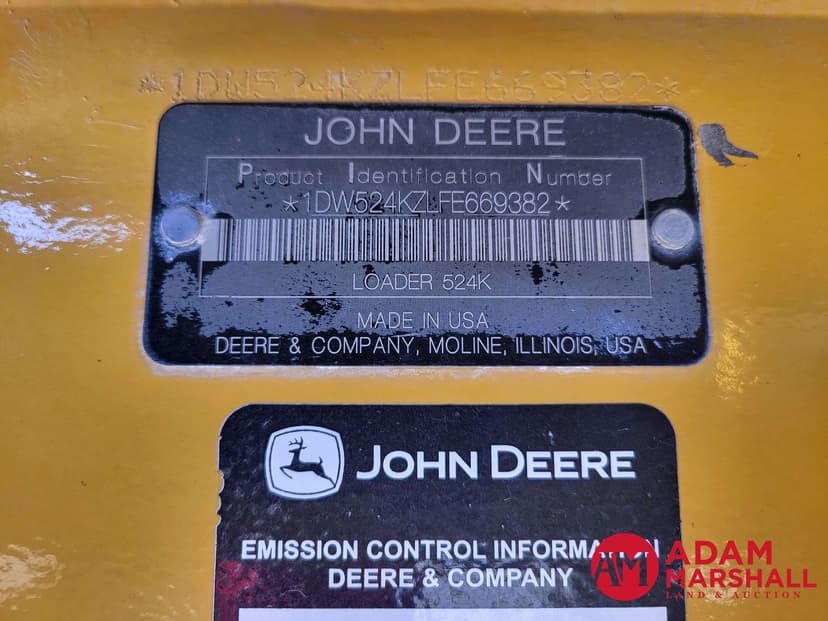 *1DW524KZLFE669382*
JOHN DEERE
Product Identification Number
*1DW524KZLFE669382*
LOADER 524K
MADE IN USA
DEERE & COMPANY, MOLINE, ILLINOIS, USA
JOHN DEERE
EMISSION CONTROL INFORMATION
DEERE & COMPANY
AM ADAM
MARSHALL
LAND & AUCTION